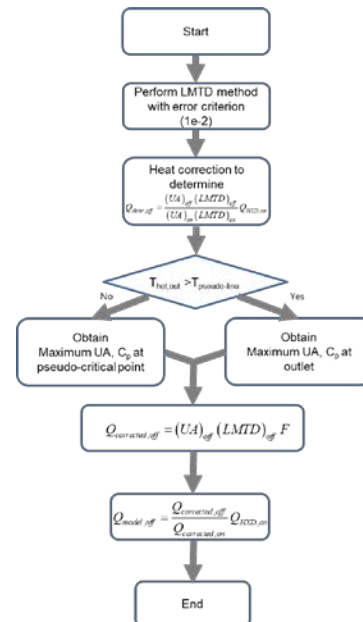 Start
Perform LMTD method
with error criterion
(1e-2)
Heat correction to
determine
Q_{deter,off} = \frac{(UA)_{off}(LMTD)_{off}}{(UA)_{on}(LMTD)_{on}} Q_{HXD,on}
T_{hot,out} > T_{pseudo-line}
No
Yes
Obtain
Maximum UA, C_p at
pseudo-critical point
Obtain
Maximum UA, C_p at
outlet
Q_{corrected,off} = (UA)_{off} (LMTD)_{off} F
Q_{model,off} = \frac{Q_{corrected,off}}{Q_{corrected,on}} Q_{HXD,on}
End